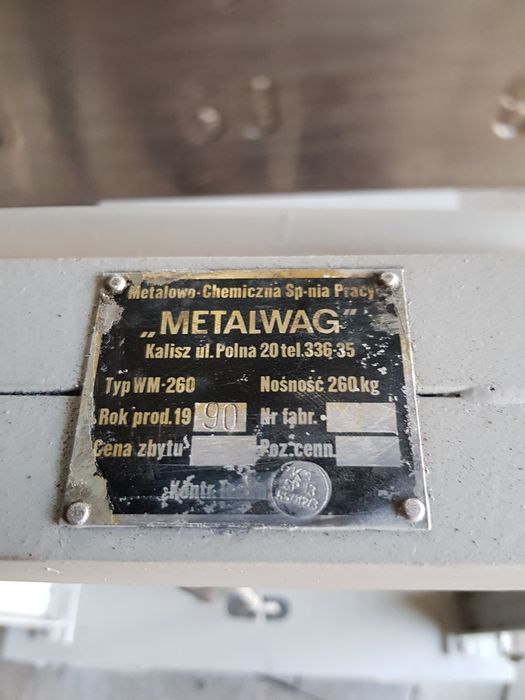 Metalowo-Chemiczna Sp-nia Pracy
„METALWAG"
Kalisz ul. Polna 20 tel. 336-35
Typ WM-260 Nośność 260.kg
Rok prod. 19 90 Nr fabr.
Cena zbytu Poz. cenn.
Kontr.